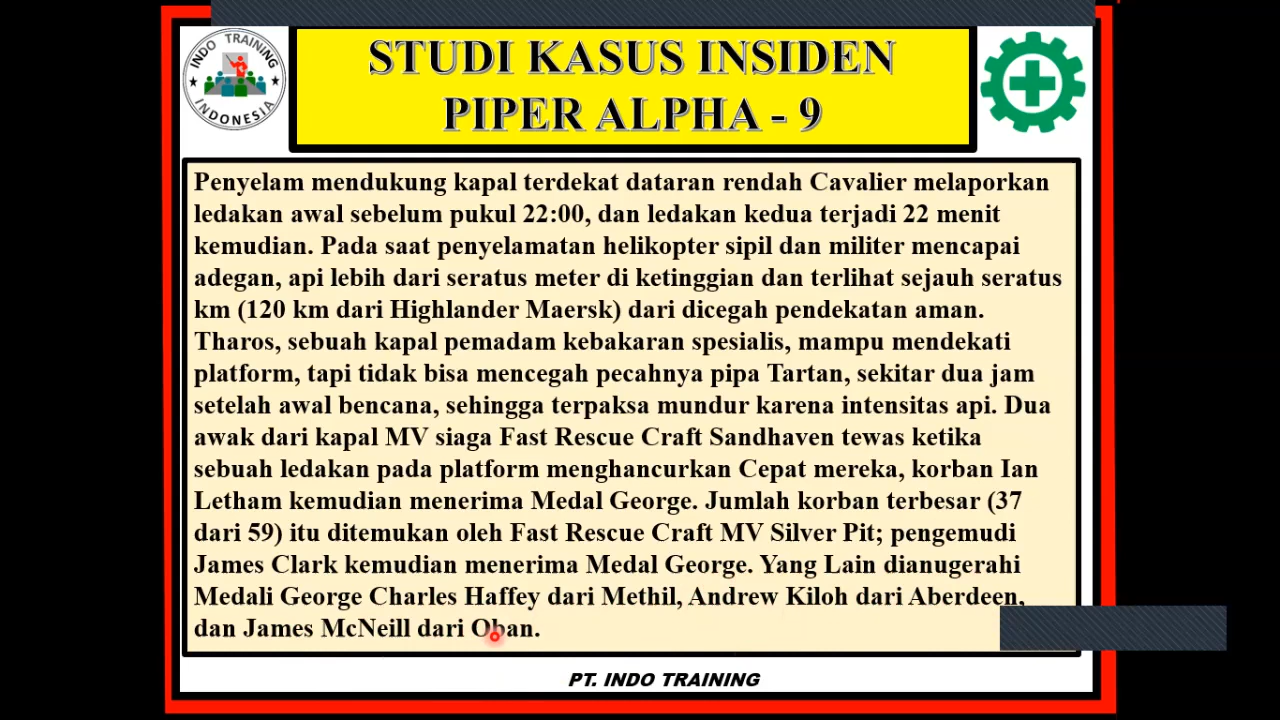 INDO TRAINING
INDONESIA
STUDI KASUS INSIDEN
PIPER ALPHA - 9
Penyelam mendukung kapal terdekat dataran rendah Cavalier melaporkan
ledakan awal sebelum pukul 22:00, dan ledakan kedua terjadi 22 menit
kemudian. Pada saat penyelamatan helikopter sipil dan militer mencapai
adegan, api lebih dari seratus meter di ketinggian dan terlihat sejauh seratus
km (120 km dari Highlander Maersk) dari dicegah pendekatan aman.
Tharos, sebuah kapal pemadam kebakaran spesialis, mampu mendekati
platform, tapi tidak bisa mencegah pecahnya pipa Tartan, sekitar dua jam
setelah awal bencana, sehingga terpaksa mundur karena intensitas api. Dua
awak dari kapal MV siaga Fast Rescue Craft Sandhaven tewas ketika
sebuah ledakan pada platform menghancurkan Cepat mereka, korban Ian
Letham kemudian menerima Medal George. Jumlah korban terbesar (37
dari 59) itu ditemukan oleh Fast Rescue Craft MV Silver Pit; pengemudi
James Clark kemudian menerima Medal George. Yang Lain dianugerahi
Medali George Charles Haffey dari Methil, Andrew Kiloh dari Aberdeen,
dan James McNeill dari Oban.
PT. INDO TRAINING